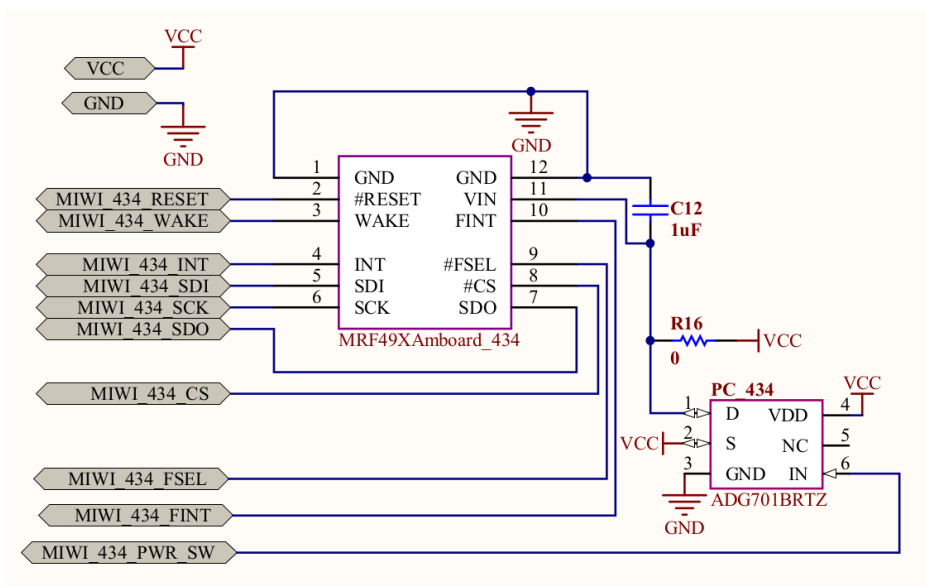 VCC
VCC
GND
GND
GND
MRF49XAmboard_434
1 GND
2 #RESET
3 WAKE
4 INT
5 SDI
6 SCK
GND 12
VIN 11
FINT 10
#FSEL 9
#CS 8
SDO 7
MIWI_434_RESET
MIWI_434_WAKE
MIWI_434_INT
MIWI_434_SDI
MIWI_434_SCK
MIWI_434_SDO
MIWI_434_CS
MIWI_434_FSEL
MIWI_434_FINT
MIWI_434_PWR_SW
C12
1uF
R16
0
VCC
PC_434
VCC
1 D
2 S
3 GND
VDD 4
NC 5
IN 6
VCC
ADG701BRTZ
GND